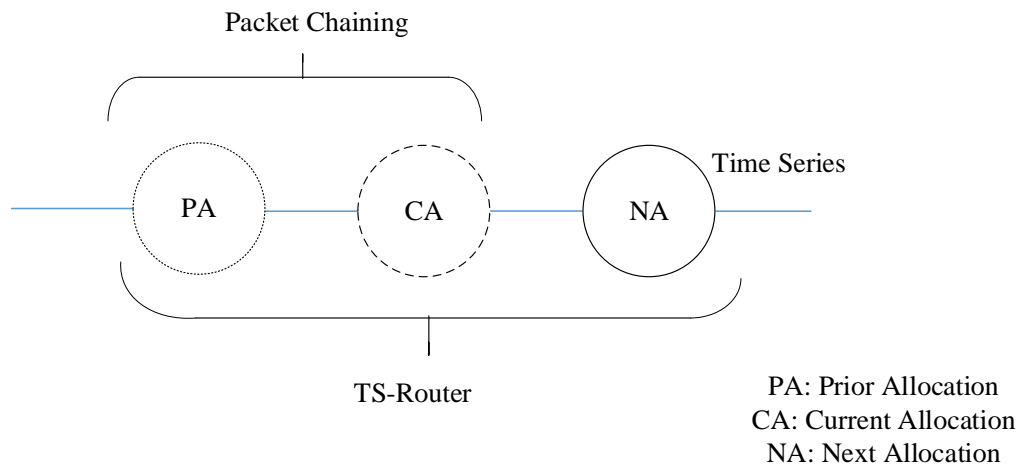 Packet Chaining
PA
CA
NA
Time Series
TS-Router
PA: Prior Allocation
CA: Current Allocation
NA: Next Allocation